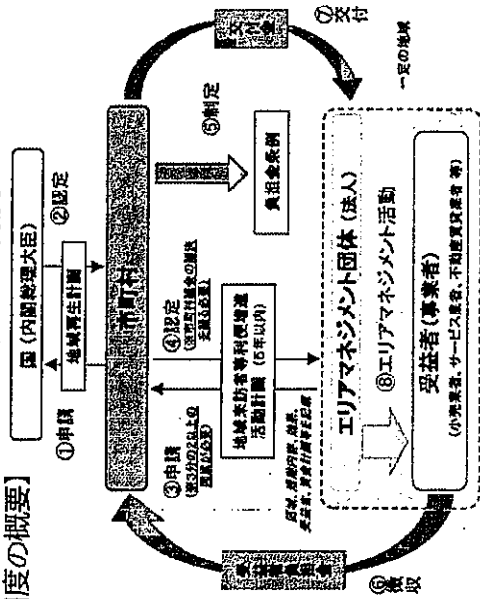 度の概要】
国（内閣総理大臣）
①申請
地域再生計画
②認定
市町村
③申請
（※3分の2以上の
同意が必要）
④認定
（※市町村議会の議決
を経る必要）
⑤制定
地域来訪者等利便増進
活動計画（5年以内）
負担金条例
区域、活動内容、効果、
受益者、資金計画等を記載
受益者負担金
⑥徴収
交付金
⑦交付
一定の地域
エリアマネジメント団体（法人）
⑧エリアマネジメント活動
受益者（事業者）
（小売業者、サービス業者、不動産賃貸業者 等）